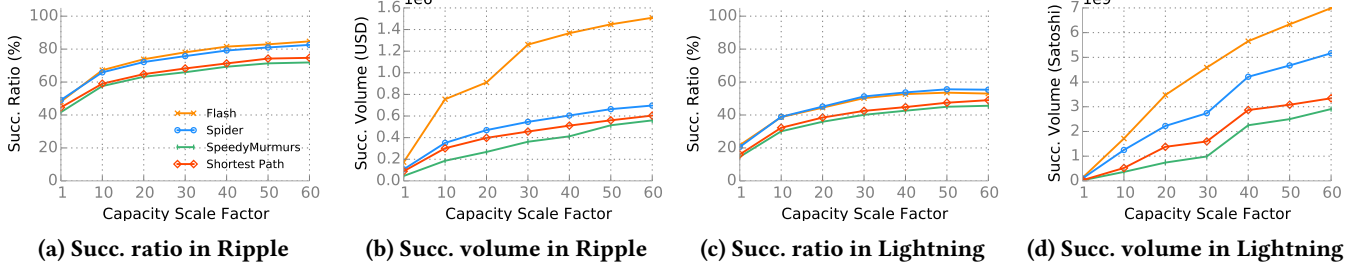 Succ. Ratio (%)
100
80
60
40
20
0
1 10 20 30 40 50 60
Capacity Scale Factor
Flash
Spider
SpeedyMurmurs
Shortest Path
(a) Succ. ratio in Ripple
1e6
Succ. Volume (USD)
1.6
1.4
1.2
1.0
0.8
0.6
0.4
0.2
0.0
1 10 20 30 40 50 60
Capacity Scale Factor
(b) Succ. volume in Ripple
Succ. Ratio (%)
100
80
60
40
20
0
1 10 20 30 40 50 60
Capacity Scale Factor
(c) Succ. ratio in Lightning
1e9
Succ. Volume (Satoshi)
7
6
5
4
3
2
1
0
1 10 20 30 40 50 60
Capacity Scale Factor
(d) Succ. volume in Lightning